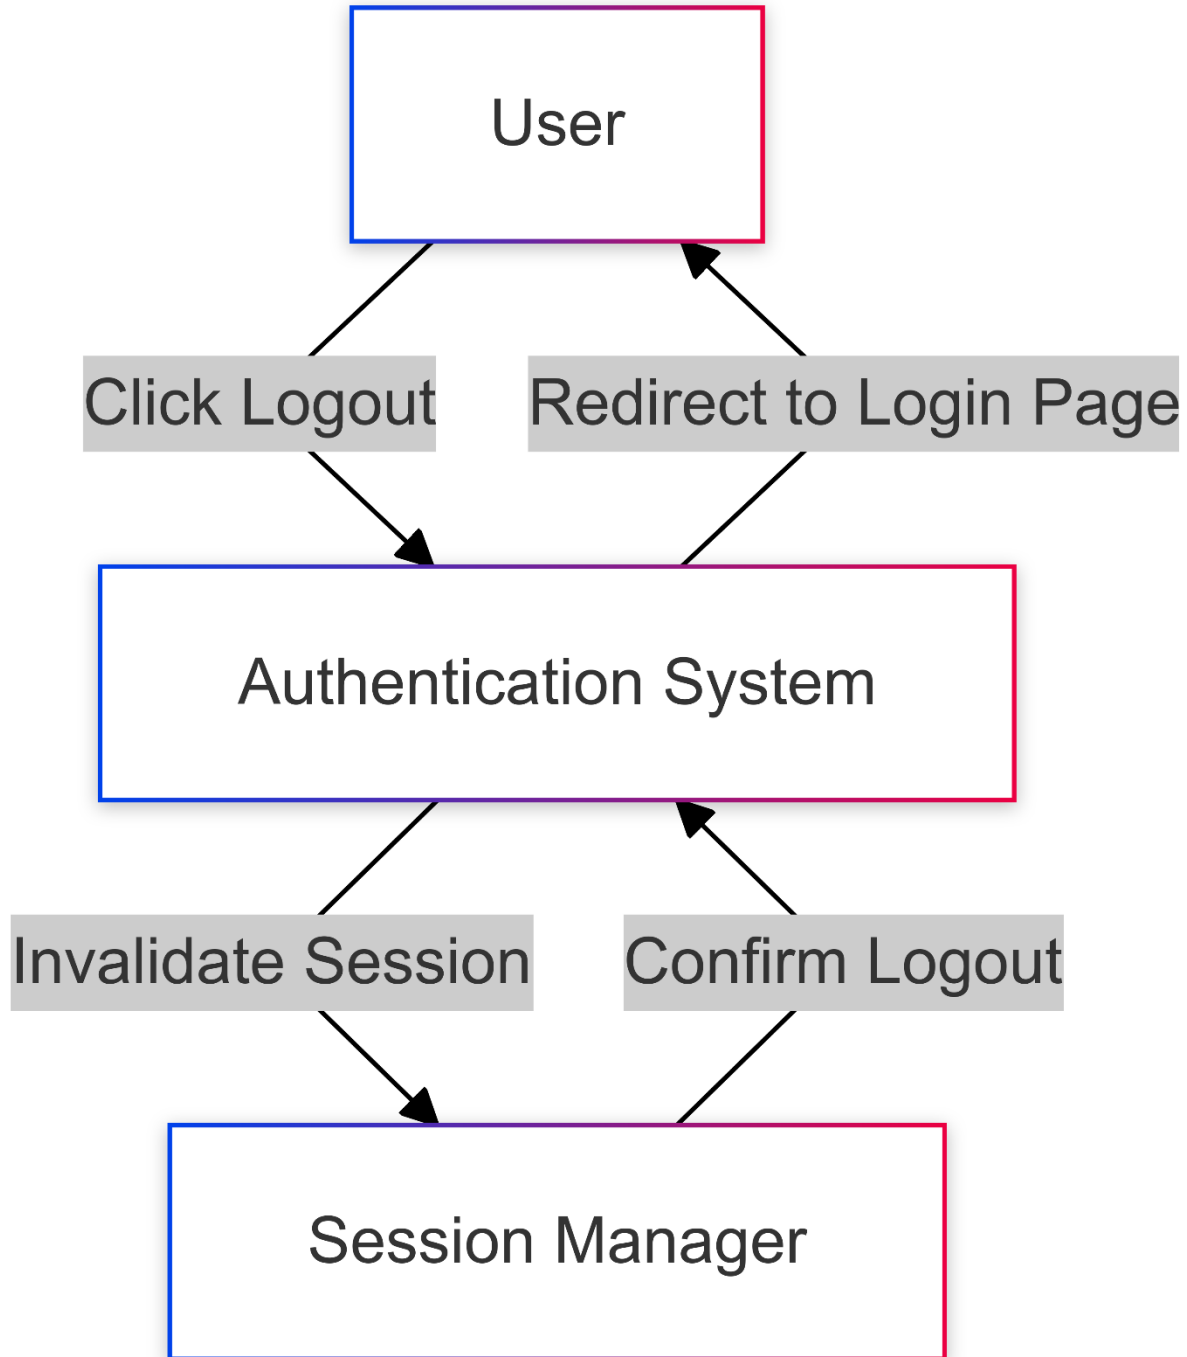 User
Click Logout
Redirect to Login Page
Authentication System
Invalidate Session
Confirm Logout
Session Manager